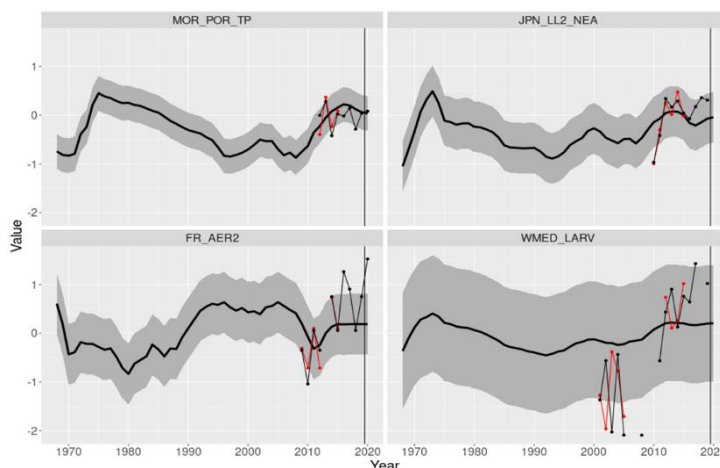 MOR_POR_TP
JPN_LL2_NEA
1
0
-1
-2
Value
FR_AER2
WMED_LARV
1
0
-1
-2
1970 1980 1990 2000 2010 2020
1970 1980 1990 2000 2010 202
Year